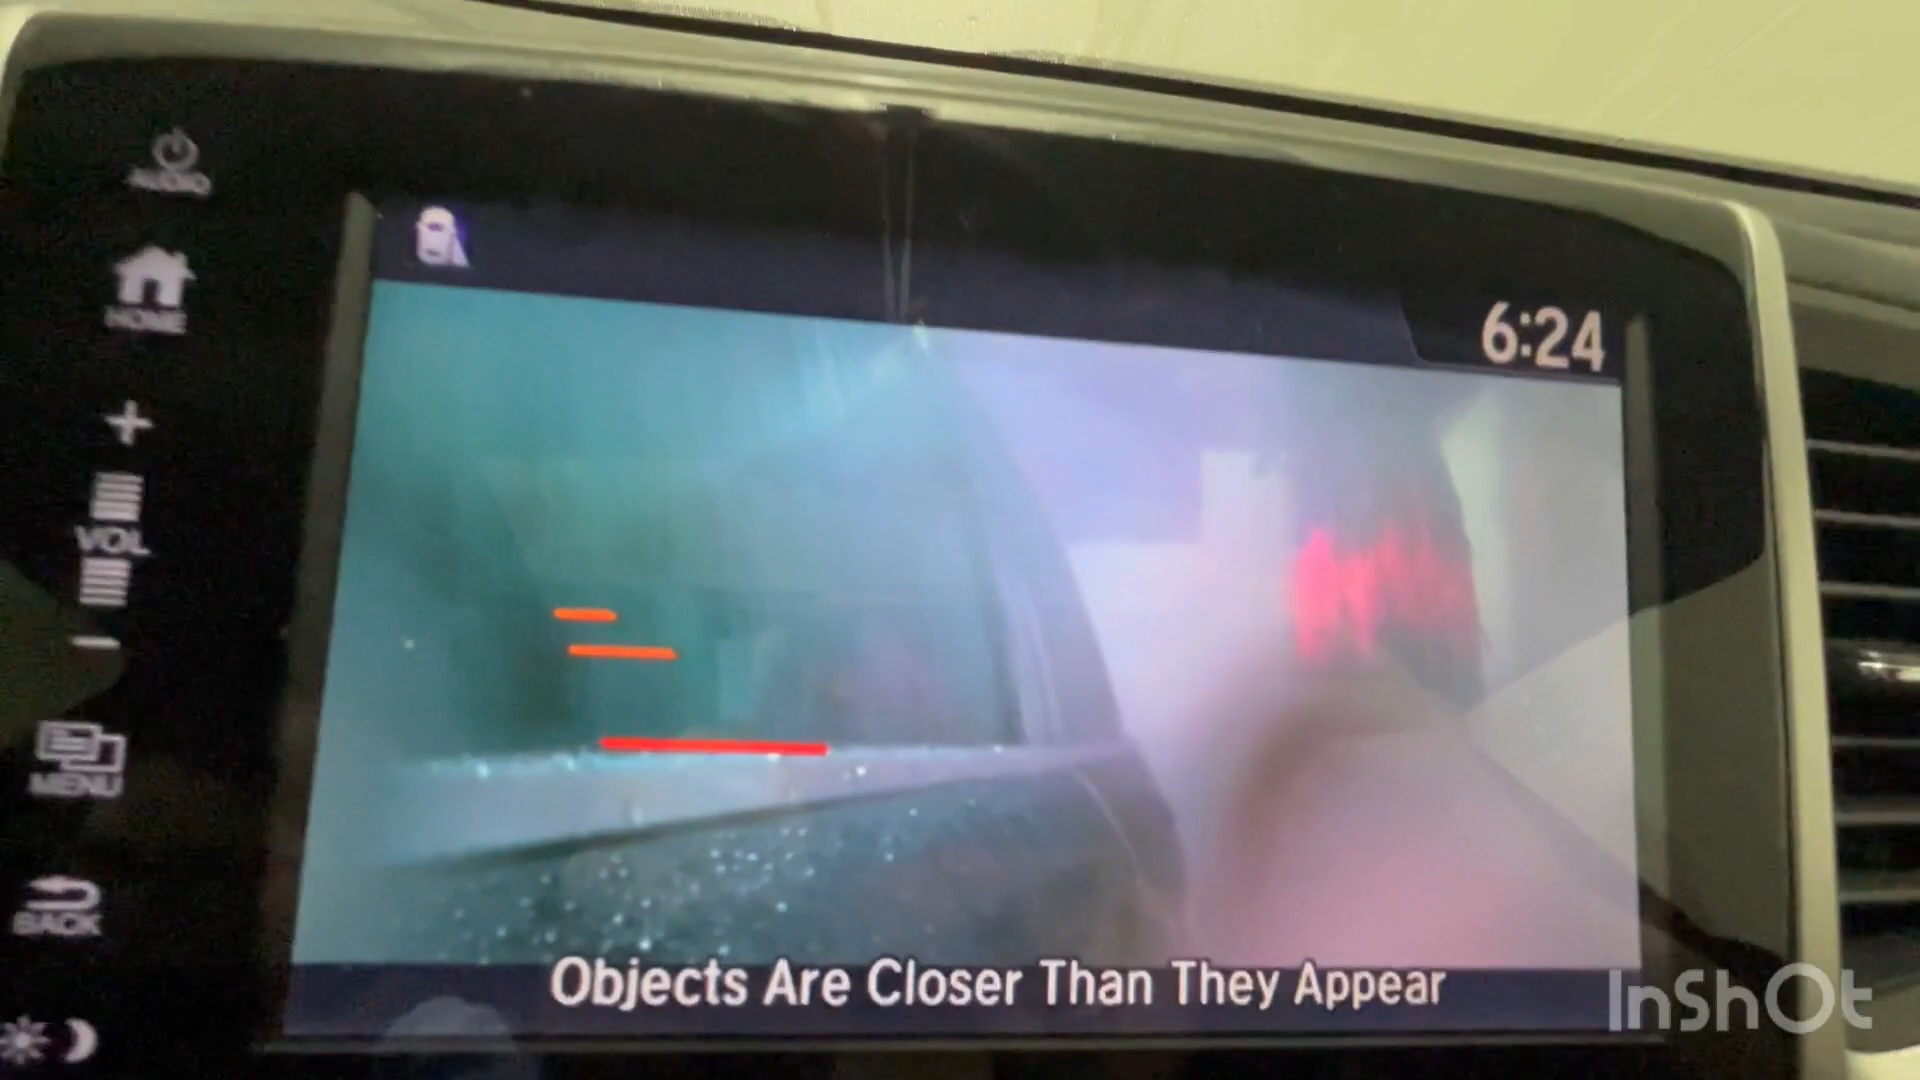 AUDIO
HOME
6:24
+
VOL
−
MENU
BACK
Objects Are Closer Than They Appear
InShOt